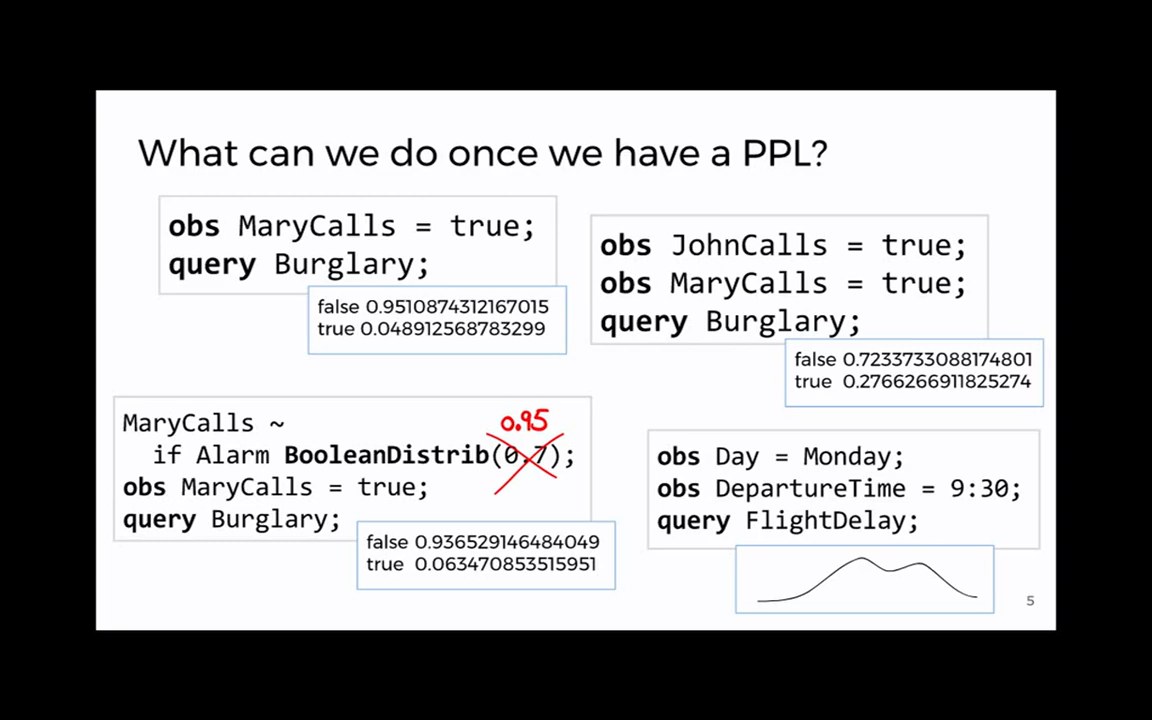 What can we do once we have a PPL?
obs MaryCalls = true;
query Burglary;
false 0.9510874312167015
true 0.048912568783299
obs JohnCalls = true;
obs MaryCalls = true;
query Burglary;
false 0.7233733088174801
true 0.2766266911825274
MaryCalls ~
0.95
if Alarm BooleanDistrib(0.7);
obs MaryCalls = true;
query Burglary;
false 0.936529146484049
true 0.063470853515951
obs Day = Monday;
obs DepartureTime = 9:30;
query FlightDelay;
5